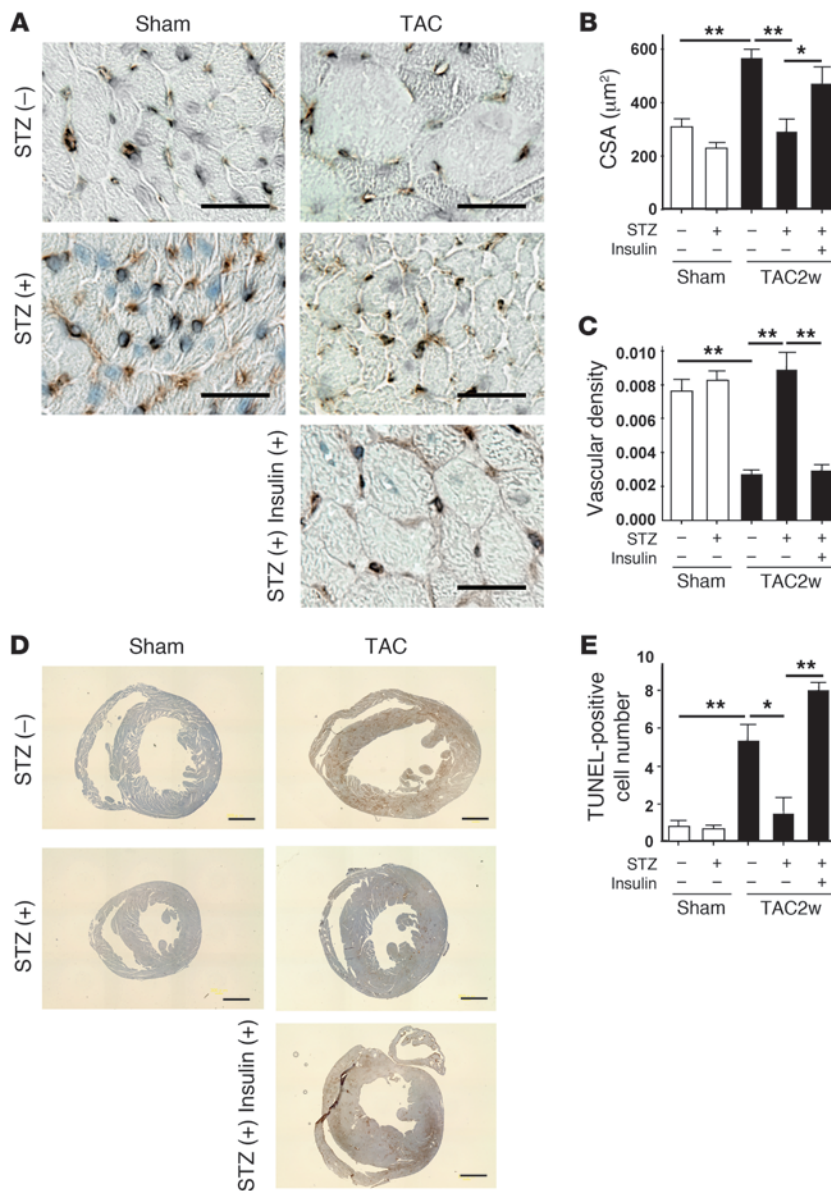 A
Sham
TAC
STZ (–)
STZ (+)
STZ (+) Insulin (+)
B
** **
*
600
400
200
0
CSA (μm²)
STZ – + – + +
Insulin – – – – +
Sham TAC2w
C
** **
**
0.010
0.008
0.006
0.004
0.002
0.000
Vascular density
STZ – + – + +
Insulin – – – – +
Sham TAC2w
D
Sham
TAC
STZ (–)
STZ (+)
STZ (+) Insulin (+)
E
**
** *
10
8
6
4
2
0
TUNEL-positive
cell number
STZ – + – + +
Insulin – – – – +
Sham TAC2w